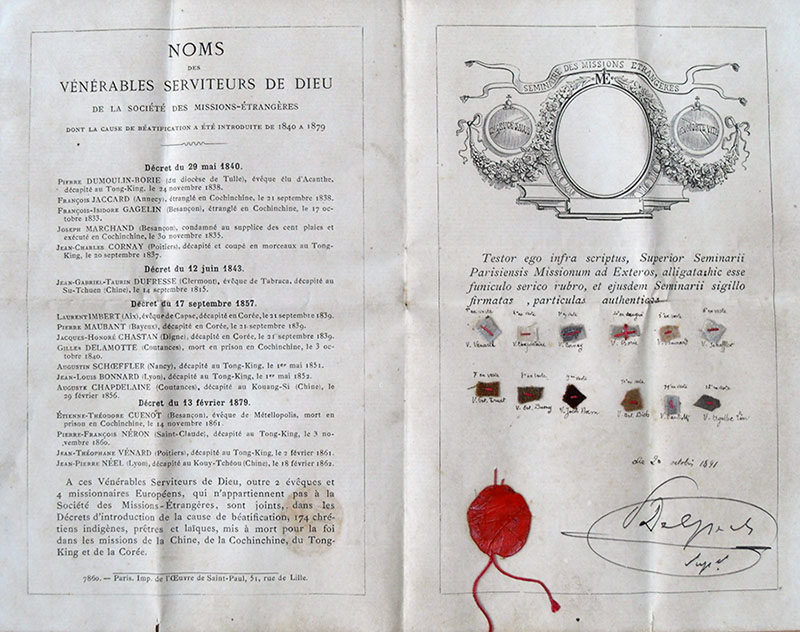 NOMS
DES
VÉNÉRABLES SERVITEURS DE DIEU
DE LA SOCIÉTÉ DES MISSIONS-ÉTRANGÈRES
DONT LA CAUSE DE BÉATIFICATION A ÉTÉ INTRODUITE DE 1840 A 1879
Décret du 29 mai 1840.
PIERRE DUMOULIN-BORIE (du diocèse de Tulle), évêque élu d'Acanthe,
décapité au Tong-King, le 24 novembre 1838.
FRANÇOIS JACCARD (Annecy), étranglé en Cochinchine, le 21 septembre 1838.
FRANÇOIS-ISIDORE GAGELIN (Besançon), étranglé en Cochinchine, le 17 oc-
tobre 1833.
JOSEPH MARCHAND (Besançon), condamné au supplice des cent plaies et
exécuté en Cochinchine, le 30 novembre 1835.
JEAN-CHARLES CORNAY (Poitiers), décapité et coupé en morceaux au Tong-
King, le 20 septembre 1837.
Décret du 12 juin 1843.
JEAN-GABRIEL-TAURIN DUFRESSE (Clermont), évêque de Tabraca, décapité au
Su-Tchuen (Chine), le 14 septembre 1815.
Décret du 17 septembre 1857.
LAURENT IMBERT (Aix), évêque de Capse, décapité en Corée, le 21 septembre 1839.
PIERRE MAUBANT (Bayeux), décapité en Corée, le 21 septembre 1839.
JACQUES-HONORÉ CHASTAN (Digne), décapité en Corée, le 21 septembre 1839.
GILLES DELAMOTTE (Coutances), mort en prison en Cochinchine, le 3 oc-
tobre 1840.
AUGUSTIN SCHŒFFLER (Nancy), décapité au Tong-King, le 1er mai 1851.
JEAN-LOUIS BONNARD (Lyon), décapité au Tong-King, le 1er mai 1852.
AUGUSTE CHAPDELAINE (Coutances), décapité au Kouang-Si (Chine), le
29 février 1856.
Décret du 13 février 1879.
ÉTIENNE-THÉODORE CUENOT (Besançon), évêque de Métellopolis, mort en
prison en Cochinchine, le 14 novembre 1861.
PIERRE-FRANÇOIS NÉRON (Saint-Claude), décapité au Tong-King, le 3 no-
vembre 1860.
JEAN-THÉOPHANE VÉNARD (Poitiers), décapité au Tong-King, le 2 février 1861.
JEAN-PIERRE NÉEL (Lyon), décapité au Kouy-Tchéou (Chine), le 18 février 1862.
A ces Vénérables Serviteurs de Dieu, outre 2 évêques et
4 missionnaires Européens, qui n'appartiennent pas à la
Société des Missions-Étrangères, sont joints, dans les
Décrets d'introduction de la cause de béatification, 174 chré-
tiens indigènes, prêtres et laïques, mis à mort pour la foi
dans les missions de la Chine, de la Cochinchine, du Tong-
King et de la Corée.
7860. — Paris. Imp. de l'Œuvre de Saint-Paul, 51, rue de Lille.
SEMINAIRE DES MISSIONS ETRANGERES
ME
Testor ego infra scriptus, Superior Seminarii
Parisiensis Missionum ad Exteros, alligatas hic esse
funiculo serico rubro, et ejusdem Seminarii sigillo
firmatas, particulas authenticas
V. Vénard V. Cornay V. Borie V. Schæffler
die 20 octobris 1891
Delpech
Supr